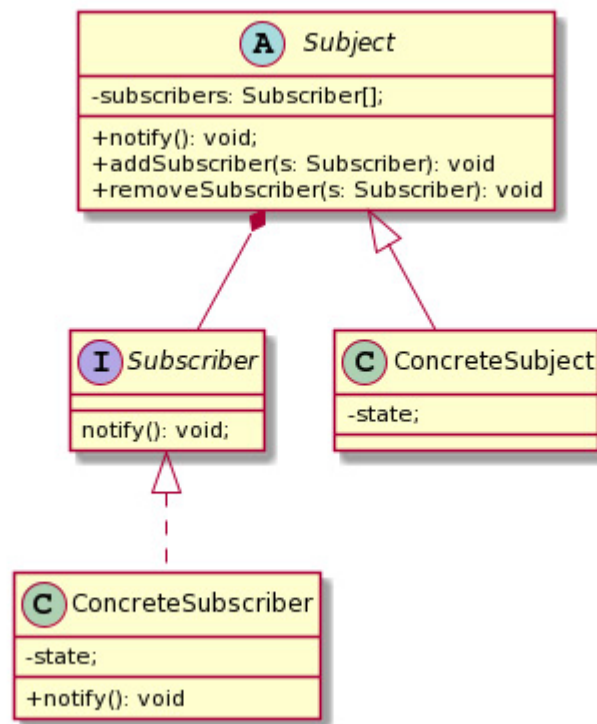 A Subject
-subscribers: Subscriber[];
+notify(): void;
+addSubscriber(s: Subscriber): void
+removeSubscriber(s: Subscriber): void
I Subscriber
notify(): void;
C ConcreteSubject
-state;
C ConcreteSubscriber
-state;
+notify(): void